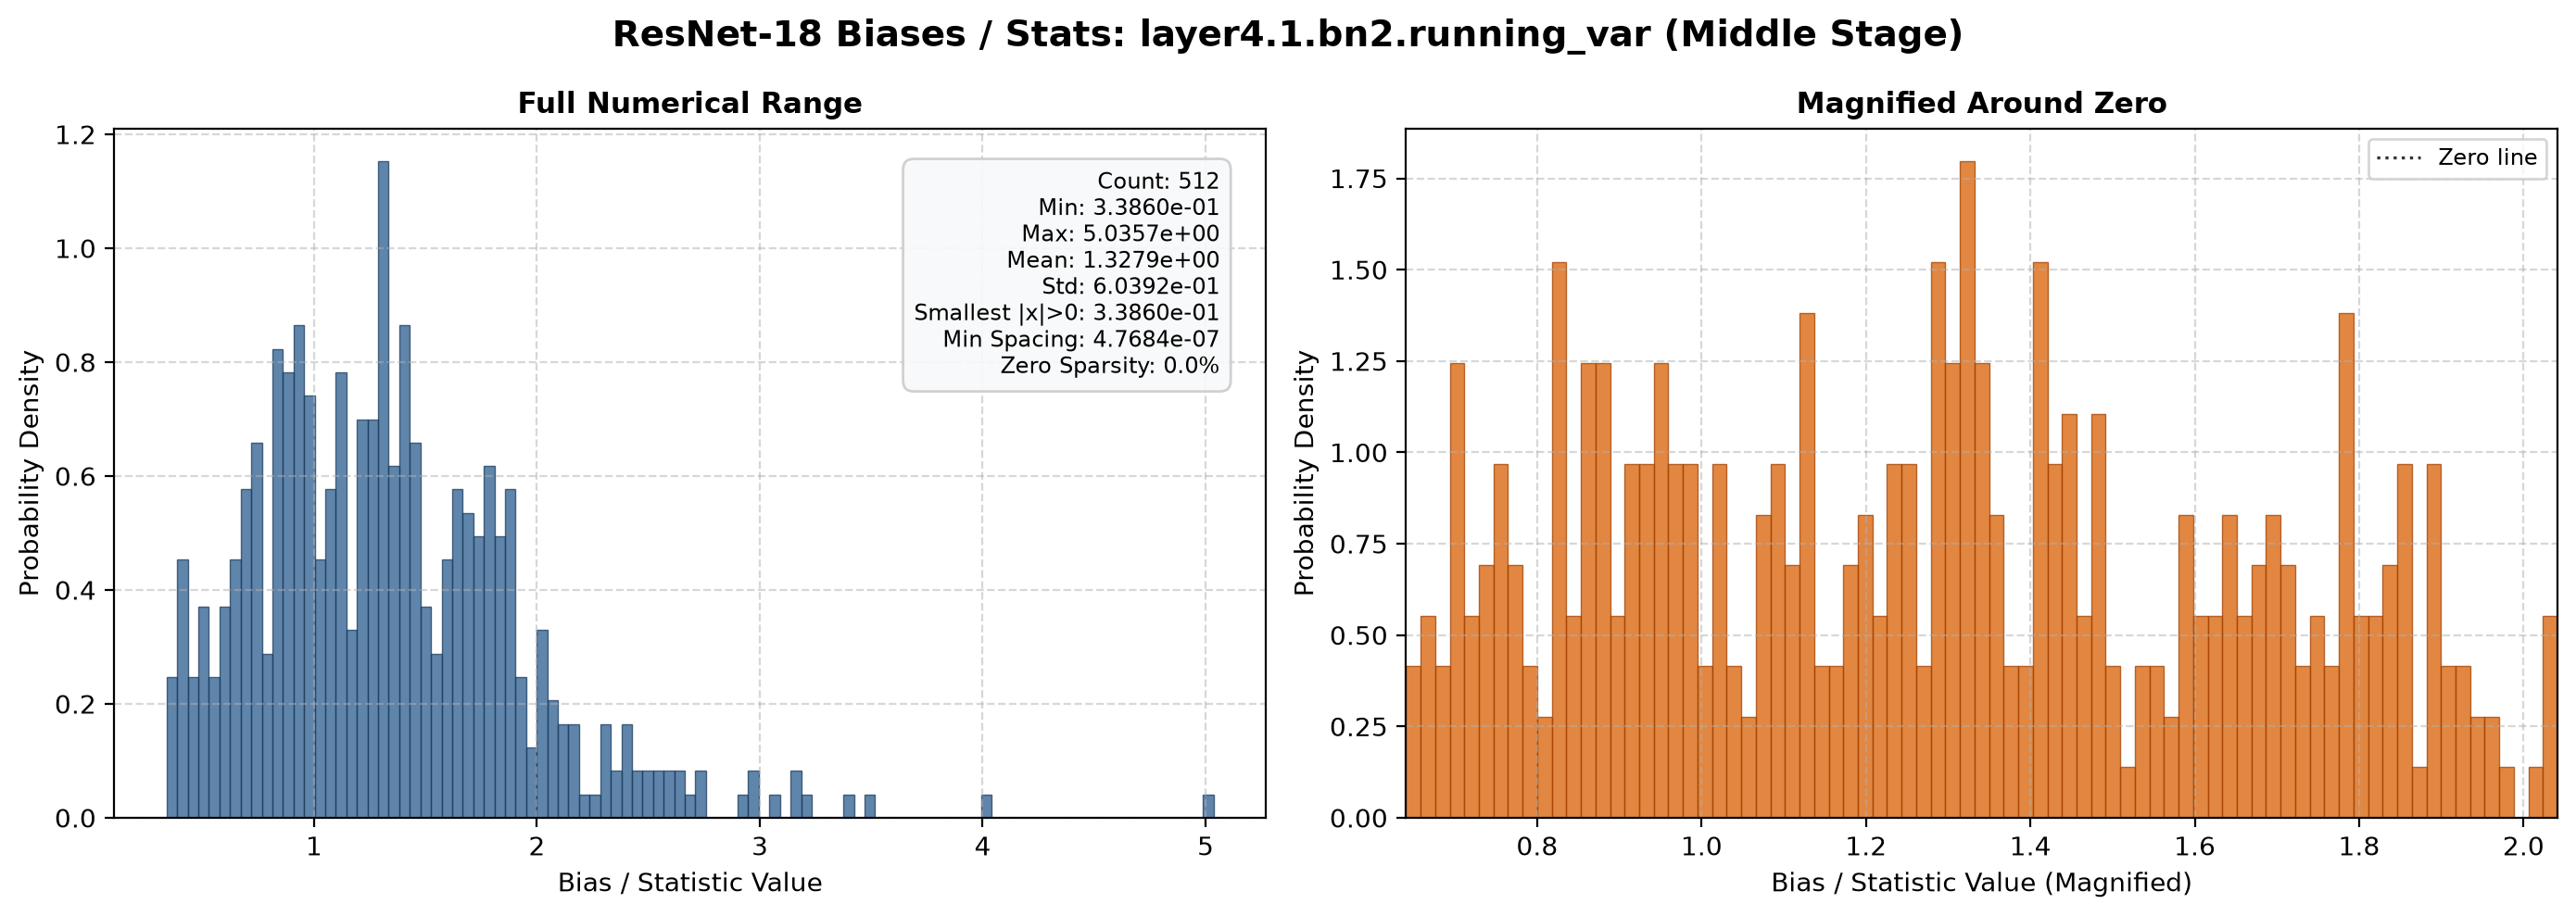 ResNet-18 Biases / Stats: layer4.1.bn2.running_var (Middle Stage)
Full Numerical Range
Probability Density
1.2
1.0
0.8
0.6
0.4
0.2
0.0
Count: 512
Min: 3.3860e-01
Max: 5.0357e+00
Mean: 1.3279e+00
Std: 6.0392e-01
Smallest |x|>0: 3.3860e-01
Min Spacing: 4.7684e-07
Zero Sparsity: 0.0%
1 2 3 4 5
Bias / Statistic Value
Magnified Around Zero
Probability Density
1.75
1.50
1.25
1.00
0.75
0.50
0.25
0.00
Zero line
0.8 1.0 1.2 1.4 1.6 1.8 2.0
Bias / Statistic Value (Magnified)